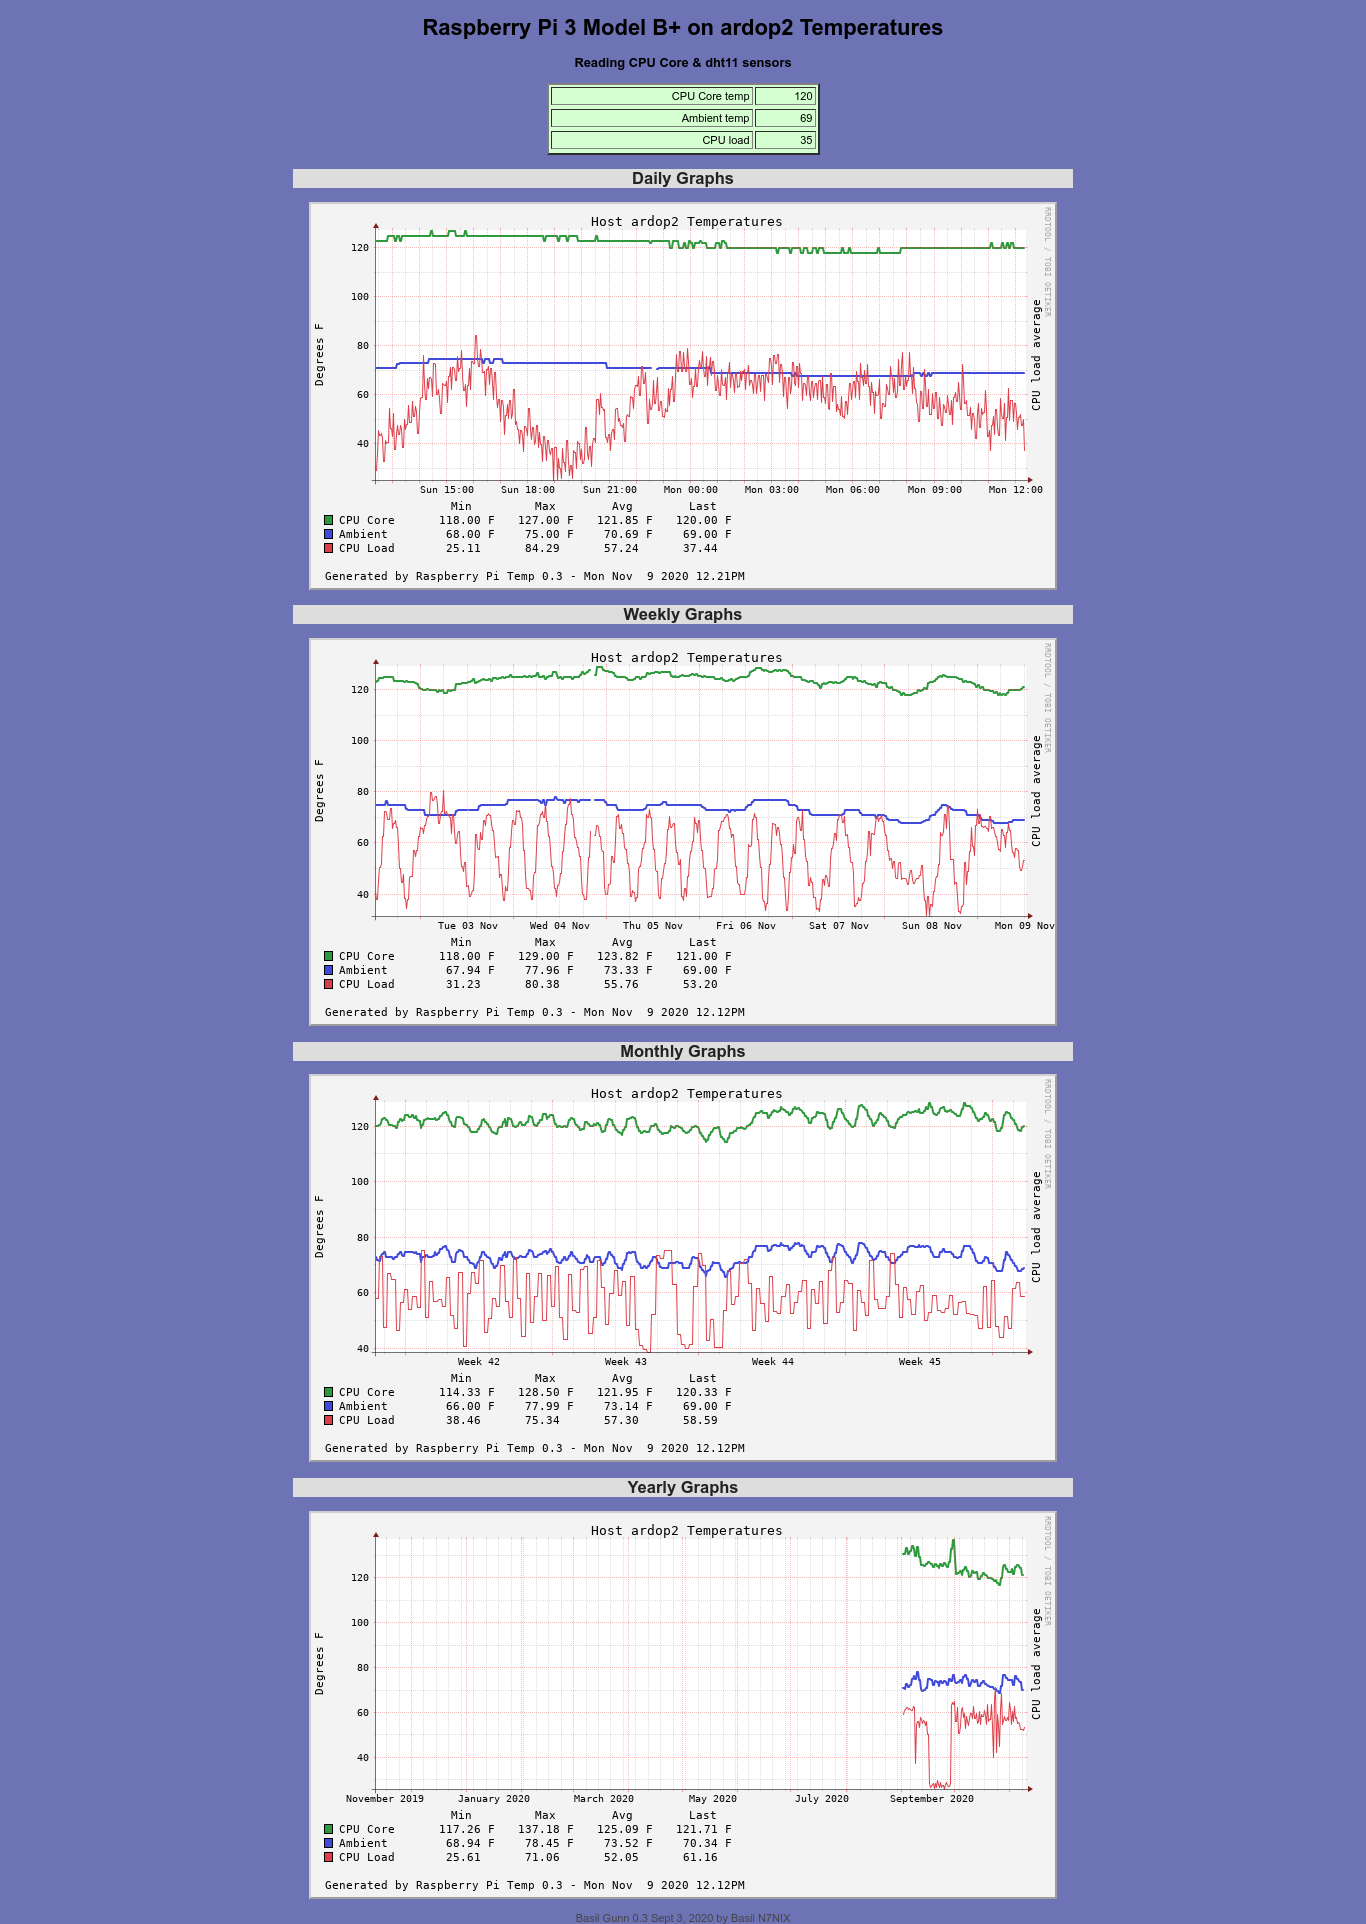 Raspberry Pi 3 Model B+ on ardop2 Temperatures
Reading CPU Core & dht11 sensors
CPU Core temp 120
Ambient temp 69
CPU load 35
Daily Graphs
Host ardop2 Temperatures
RRDTOOL / TOBI OETIKER
Degrees F
CPU load average
120
100
80
60
40
Sun 15:00 Sun 18:00 Sun 21:00 Mon 00:00 Mon 03:00 Mon 06:00 Mon 09:00 Mon 12:00
Min Max Avg Last
CPU Core 118.00 F 127.00 F 121.85 F 120.00 F
Ambient 68.00 F 75.00 F 70.69 F 69.00 F
CPU Load 25.11 84.29 57.24 37.44
Generated by Raspberry Pi Temp 0.3 - Mon Nov 9 2020 12.21PM
Weekly Graphs
Host ardop2 Temperatures
RRDTOOL / TOBI OETIKER
Degrees F
CPU load average
120
100
80
60
40
Tue 03 Nov Wed 04 Nov Thu 05 Nov Fri 06 Nov Sat 07 Nov Sun 08 Nov Mon 09 Nov
Min Max Avg Last
CPU Core 118.00 F 129.00 F 123.82 F 121.00 F
Ambient 67.94 F 77.96 F 73.33 F 69.00 F
CPU Load 31.23 80.38 55.76 53.20
Generated by Raspberry Pi Temp 0.3 - Mon Nov 9 2020 12.12PM
Monthly Graphs
Host ardop2 Temperatures
RRDTOOL / TOBI OETIKER
Degrees F
CPU load average
120
100
80
60
40
Week 42 Week 43 Week 44 Week 45
Min Max Avg Last
CPU Core 114.33 F 128.50 F 121.95 F 120.33 F
Ambient 66.00 F 77.99 F 73.14 F 69.00 F
CPU Load 38.46 75.34 57.30 58.59
Generated by Raspberry Pi Temp 0.3 - Mon Nov 9 2020 12.12PM
Yearly Graphs
Host ardop2 Temperatures
RRDTOOL / TOBI OETIKER
Degrees F
CPU load average
120
100
80
60
40
November 2019 January 2020 March 2020 May 2020 July 2020 September 2020
Min Max Avg Last
CPU Core 117.26 F 137.18 F 125.09 F 121.71 F
Ambient 68.94 F 78.45 F 73.52 F 70.34 F
CPU Load 25.61 71.06 52.05 61.16
Generated by Raspberry Pi Temp 0.3 - Mon Nov 9 2020 12.12PM
Basil Gunn 0.3 Sept 3, 2020 by Basil N7NIX